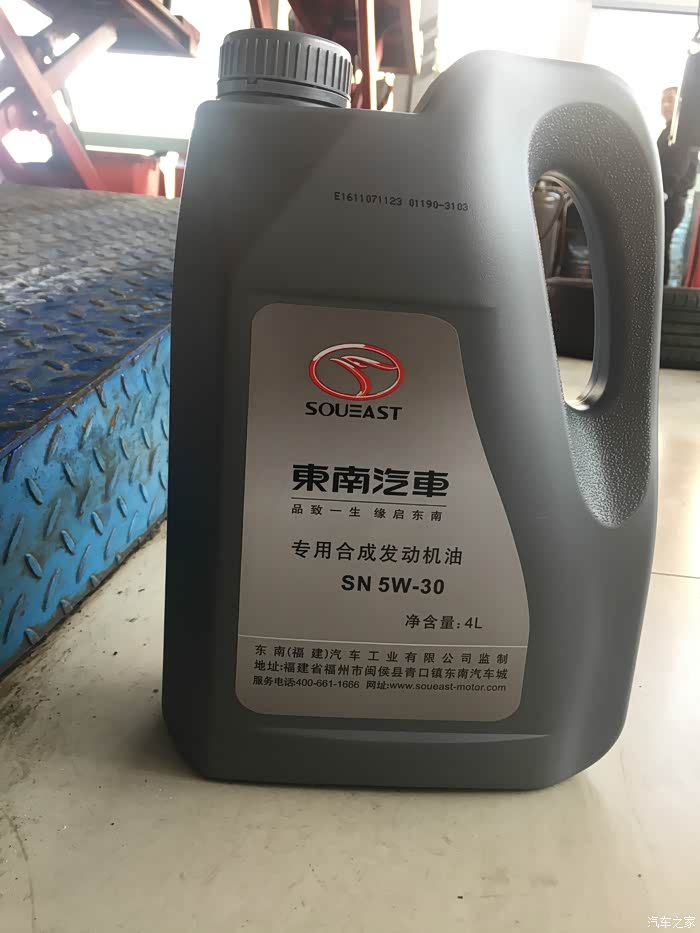 E1611071123 01190-3103
SOUEAST
東南汽車
品致一生 缘启东南
专用合成发动机油
SN 5W-30
净含量: 4L
东南(福建)汽车工业有限公司监制
地址:福建省福州市闽侯县青口镇东南汽车城
服务电话:400-661-1666 网址:www.soueast-motor.com
汽车之家